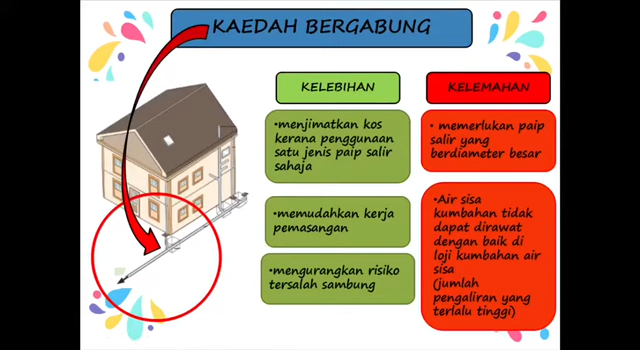 KAEDAH BERGABUNG
KELEBIHAN
•menjimatkan kos
kerana penggunaan
satu jenis paip salir
sahaja
•memudahkan kerja
pemasangan
•mengurangkan risiko
tersalah sambung
KELEMAHAN
• memerlukan paip
salir yang
berdiameter besar
•Air sisa
kumbahan tidak
dapat dirawat
dengan baik di
loji kumbahan air
sisa
(jumlah
pengaliran yang
terlalu tinggi)